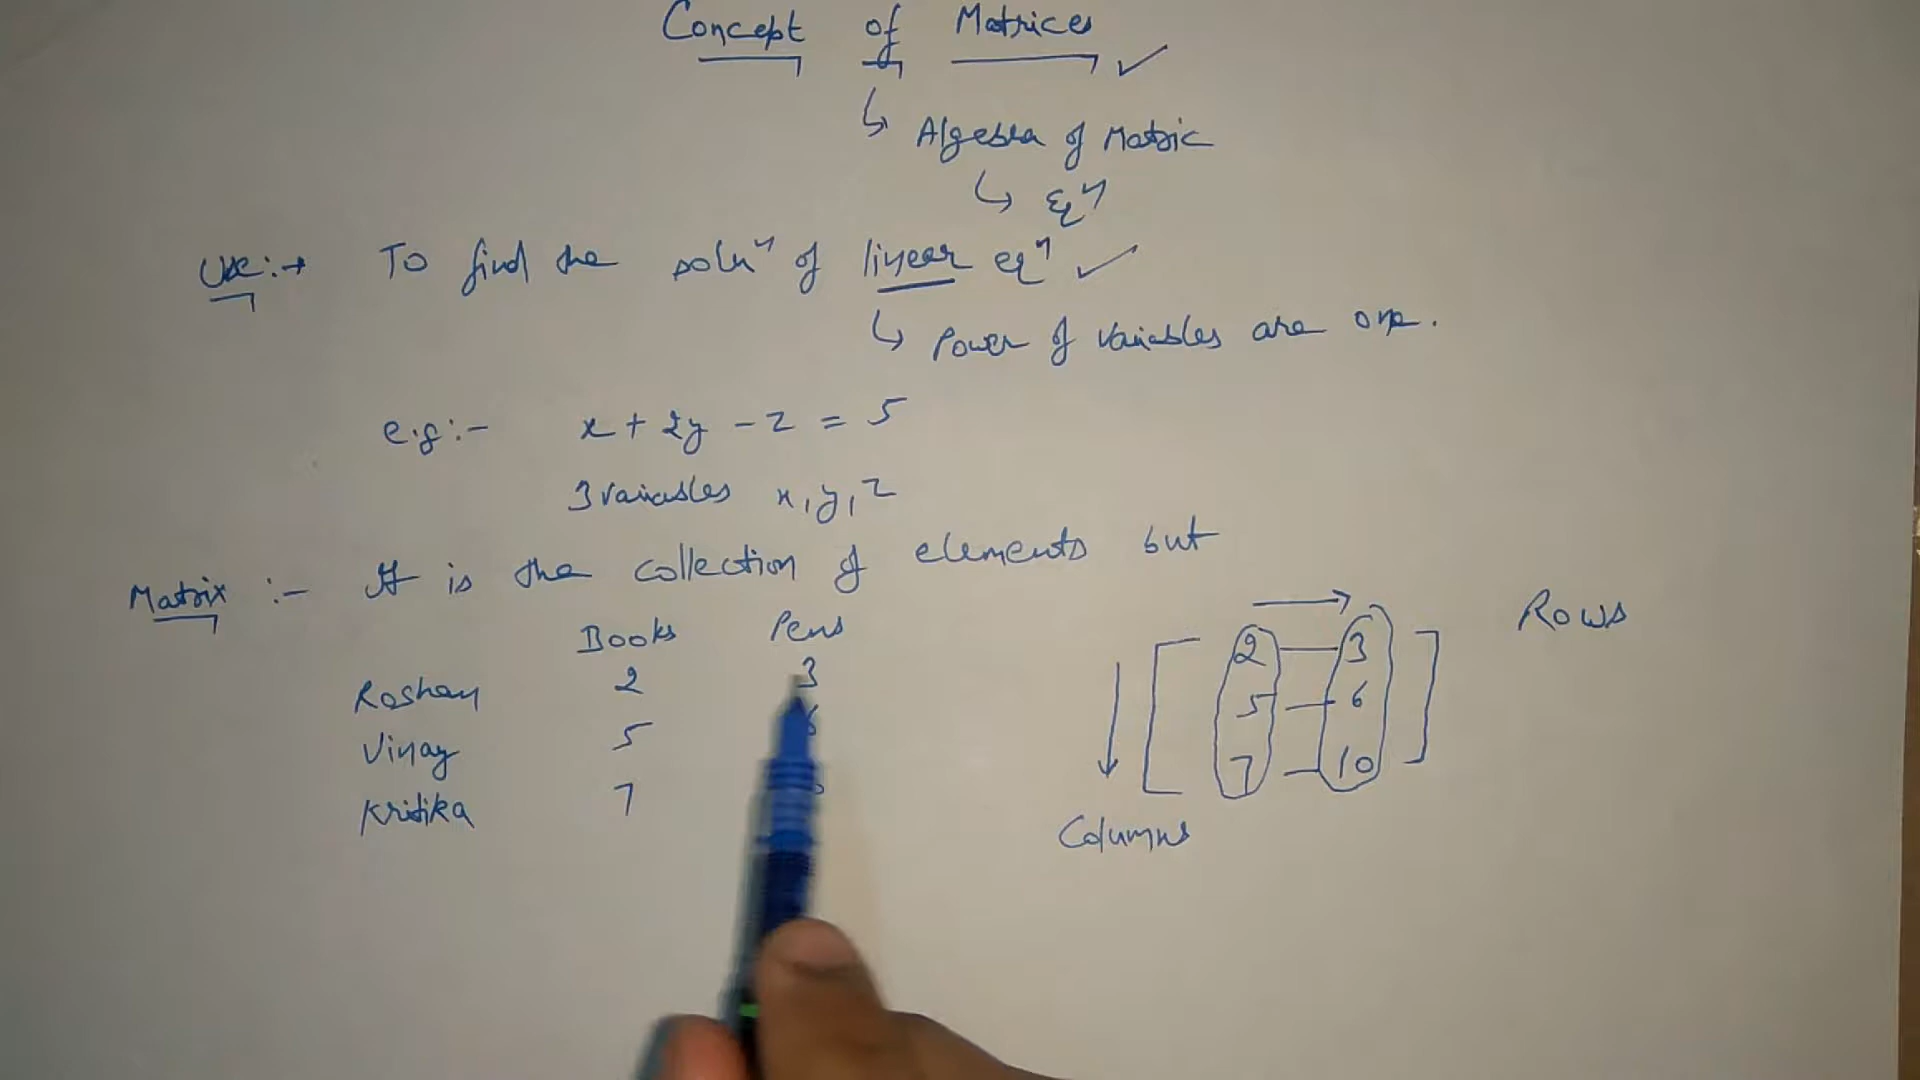 Concept of Matrices
↳ Algebra of Matric
↳ Eqⁿ
Use:→ To find the solnⁿ of linear eqⁿ
↳ Power of variables are one.
e.g:- x + 2y - z = 5
3 variables x, y, z
Matrix :- It is the collection of elements but
Books Pens
Roshan 2 3
Vinay 5 6
Kritika 7
2 3
5 6
7 10
Rows
Columns